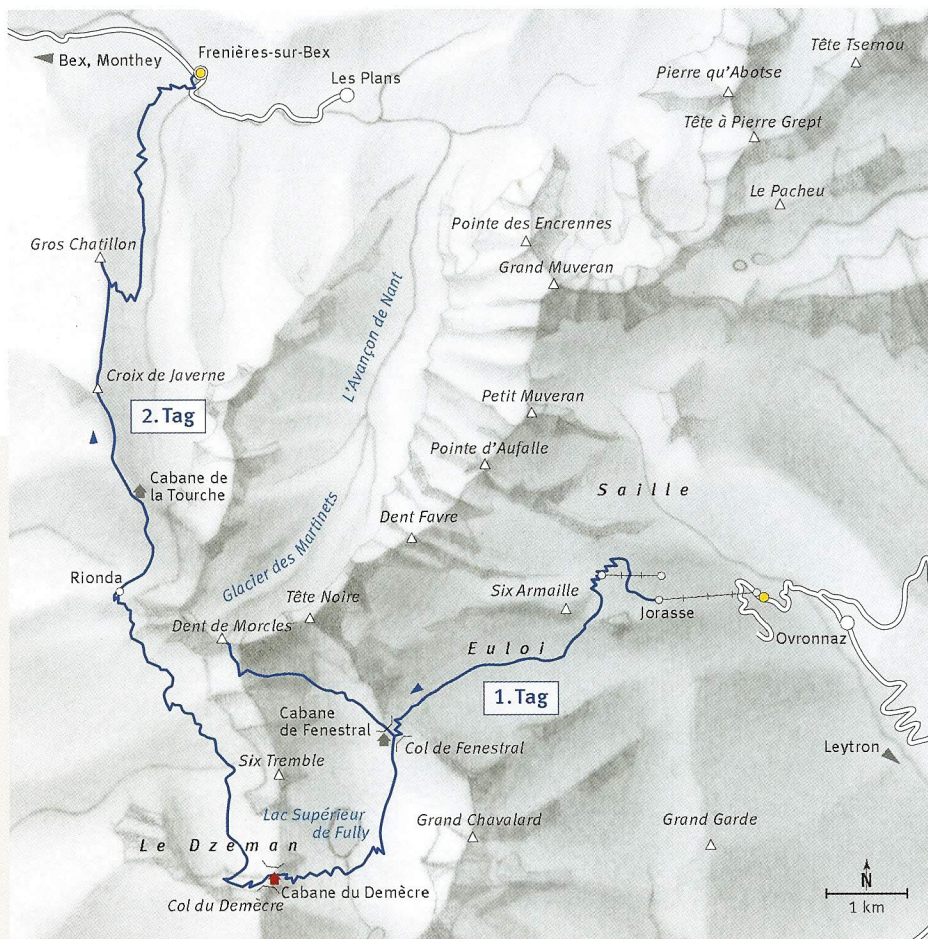 Tête Tsernou
Frenières-sur-Bex
Bex, Monthey
Les Plans
Pierre qu'Abotse
Tête à Pierre Grept
Le Pacheu
Pointe des Encrennes
Gros Chatillon
Grand Muveran
L'Avançon de Nant
Croix de Javerne
2. Tag
Petit Muveran
Pointe d'Aufalle
Cabane de
la Tourche
Saille
Dent Favre
Glacier des Martinets
Rionda
Tête Noire
Six Armaille
Jorasse
Dent de Morcles
Ovronnaz
Euloi
1. Tag
Cabane
de Fenestral
Col de Fenestral
Leytron
Six Tremble
Lac Supérieur
de Fully
Grand Chavalard
Grand Garde
Le Dzeman
Cabane du Demècre
Col du Demècre
N
1 km